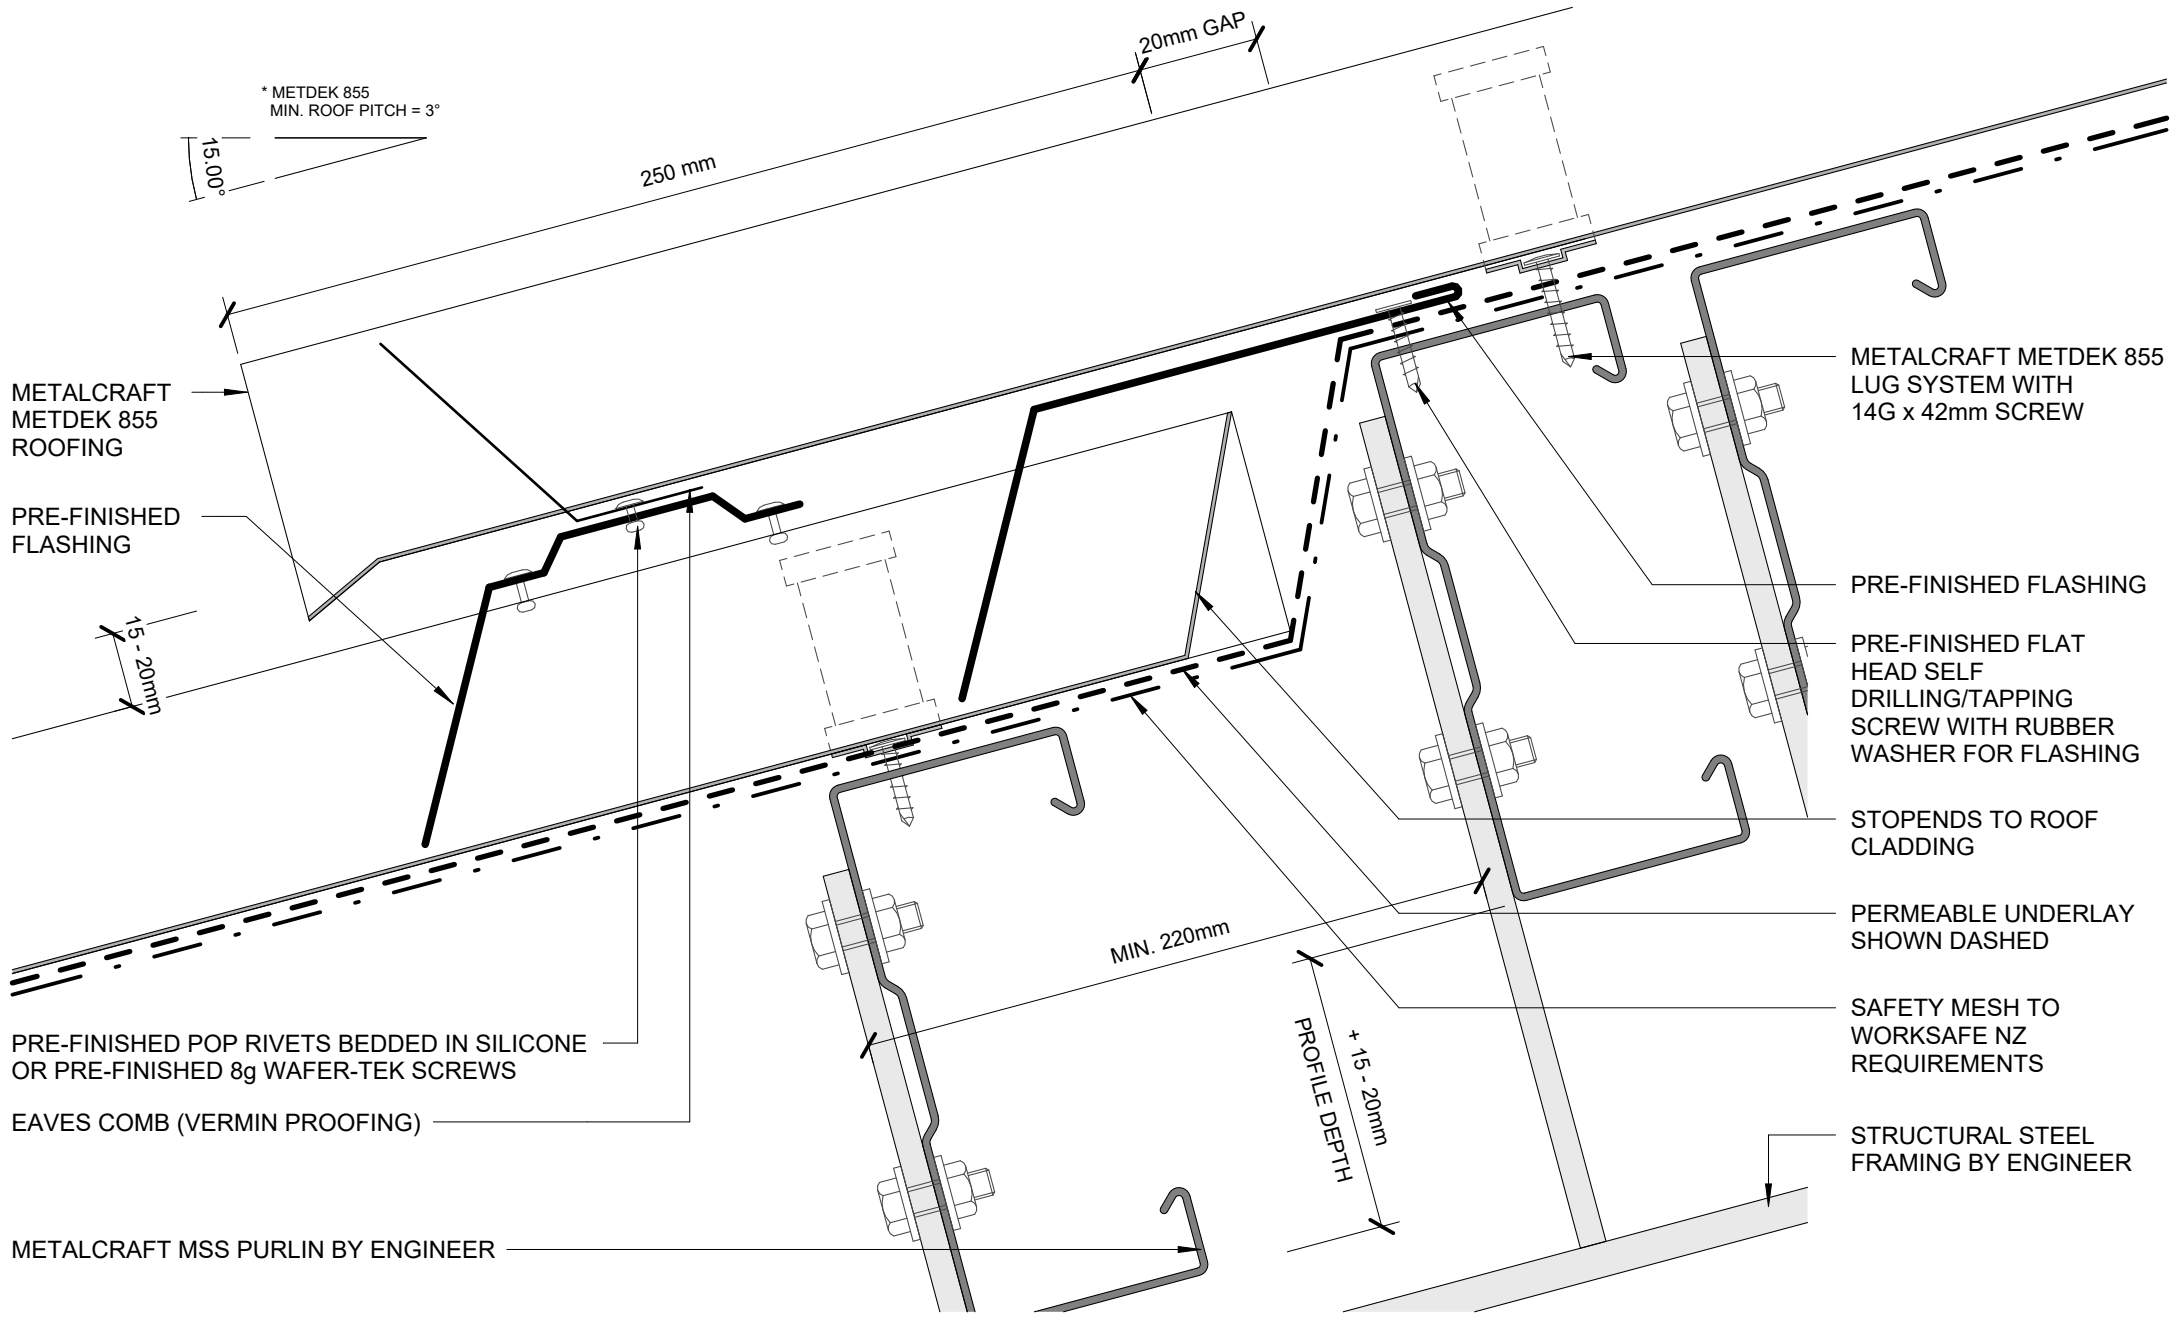 20mm GAP
* METDEK 855
MIN. ROOF PITCH = 3°
15.00°
250 mm
METALCRAFT
METDEK 855
ROOFING
PRE-FINISHED
FLASHING
15 - 20mm
PRE-FINISHED POP RIVETS BEDDED IN SILICONE
OR PRE-FINISHED 8g WAFER-TEK SCREWS
EAVES COMB (VERMIN PROOFING)
METALCRAFT MSS PURLIN BY ENGINEER
MIN. 220mm
PROFILE DEPTH
+ 15 - 20mm
METALCRAFT METDEK 855
LUG SYSTEM WITH
14G x 42mm SCREW
PRE-FINISHED FLASHING
PRE-FINISHED FLAT
HEAD SELF
DRILLING/TAPPING
SCREW WITH RUBBER
WASHER FOR FLASHING
STOPENDS TO ROOF
CLADDING
PERMEABLE UNDERLAY
SHOWN DASHED
SAFETY MESH TO
WORKSAFE NZ
REQUIREMENTS
STRUCTURAL STEEL
FRAMING BY ENGINEER